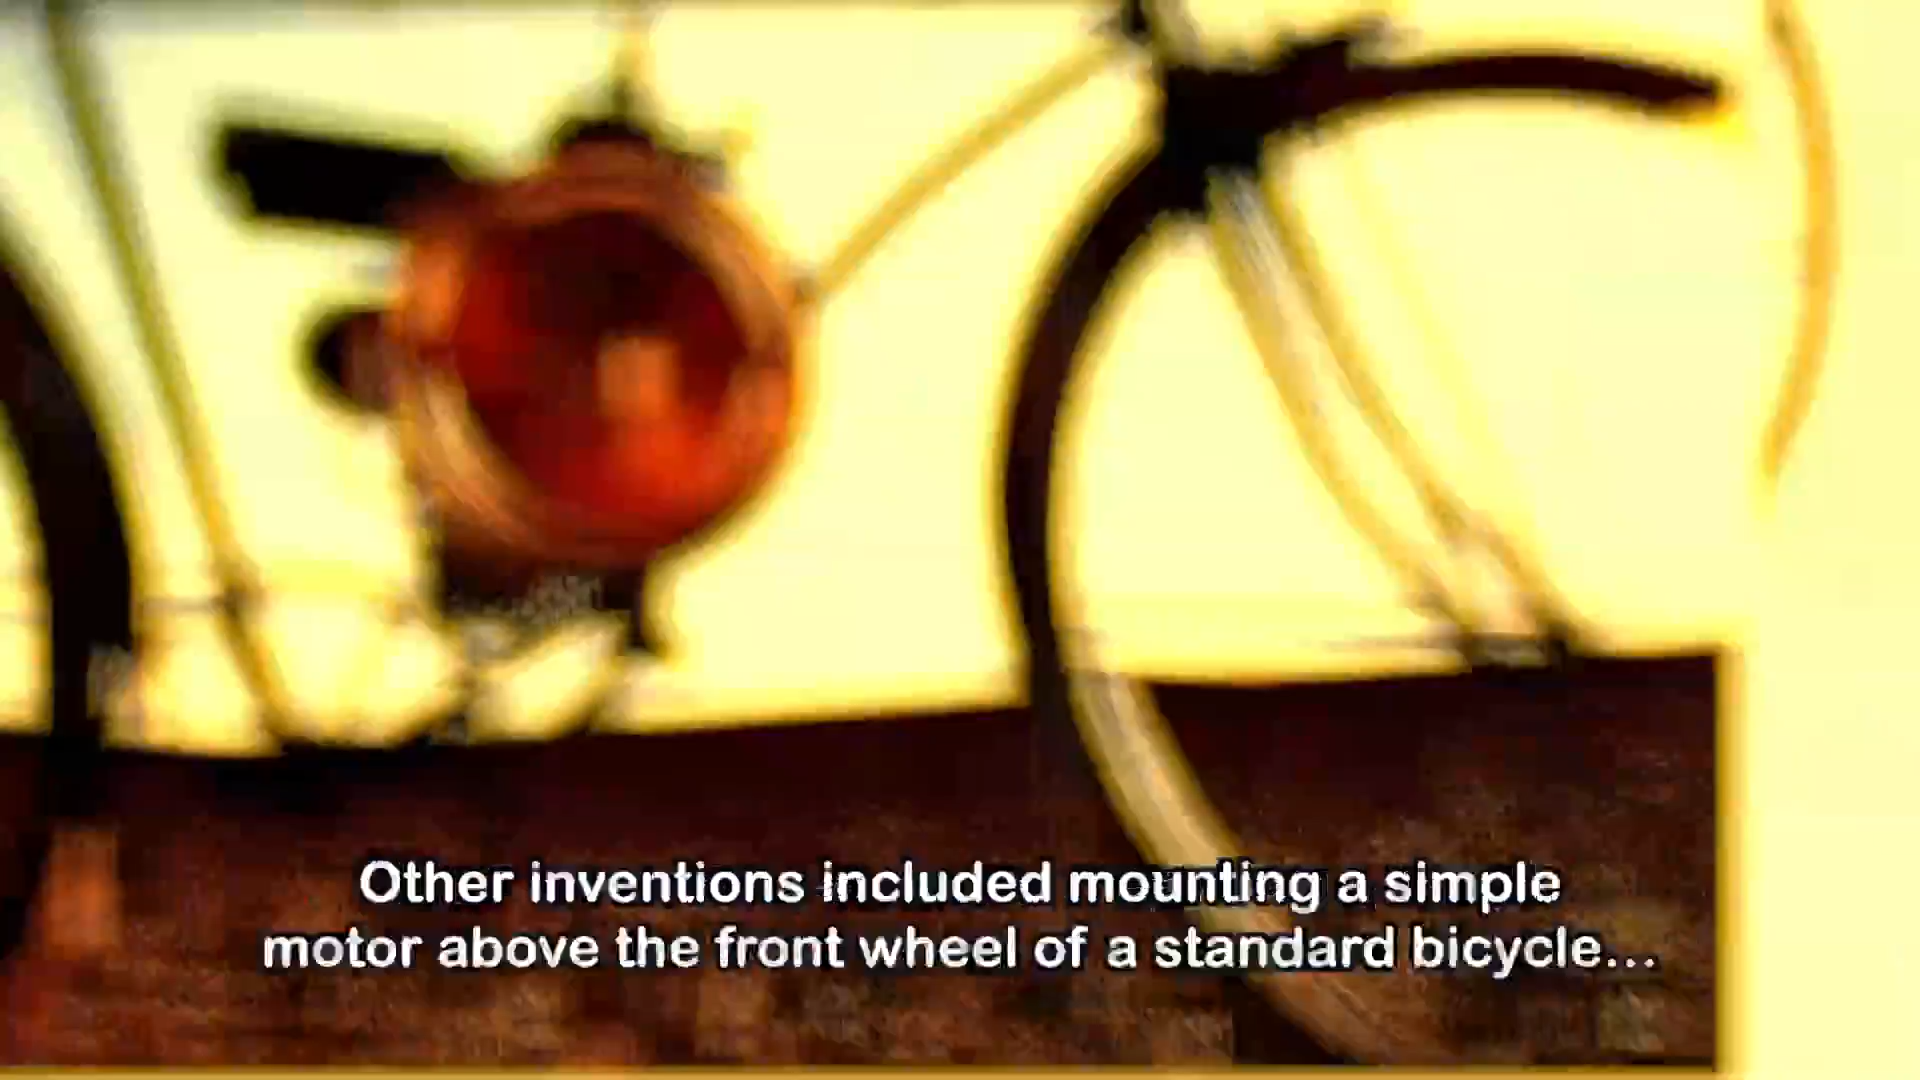 Other inventions included mounting a simple
motor above the front wheel of a standard bicycle...